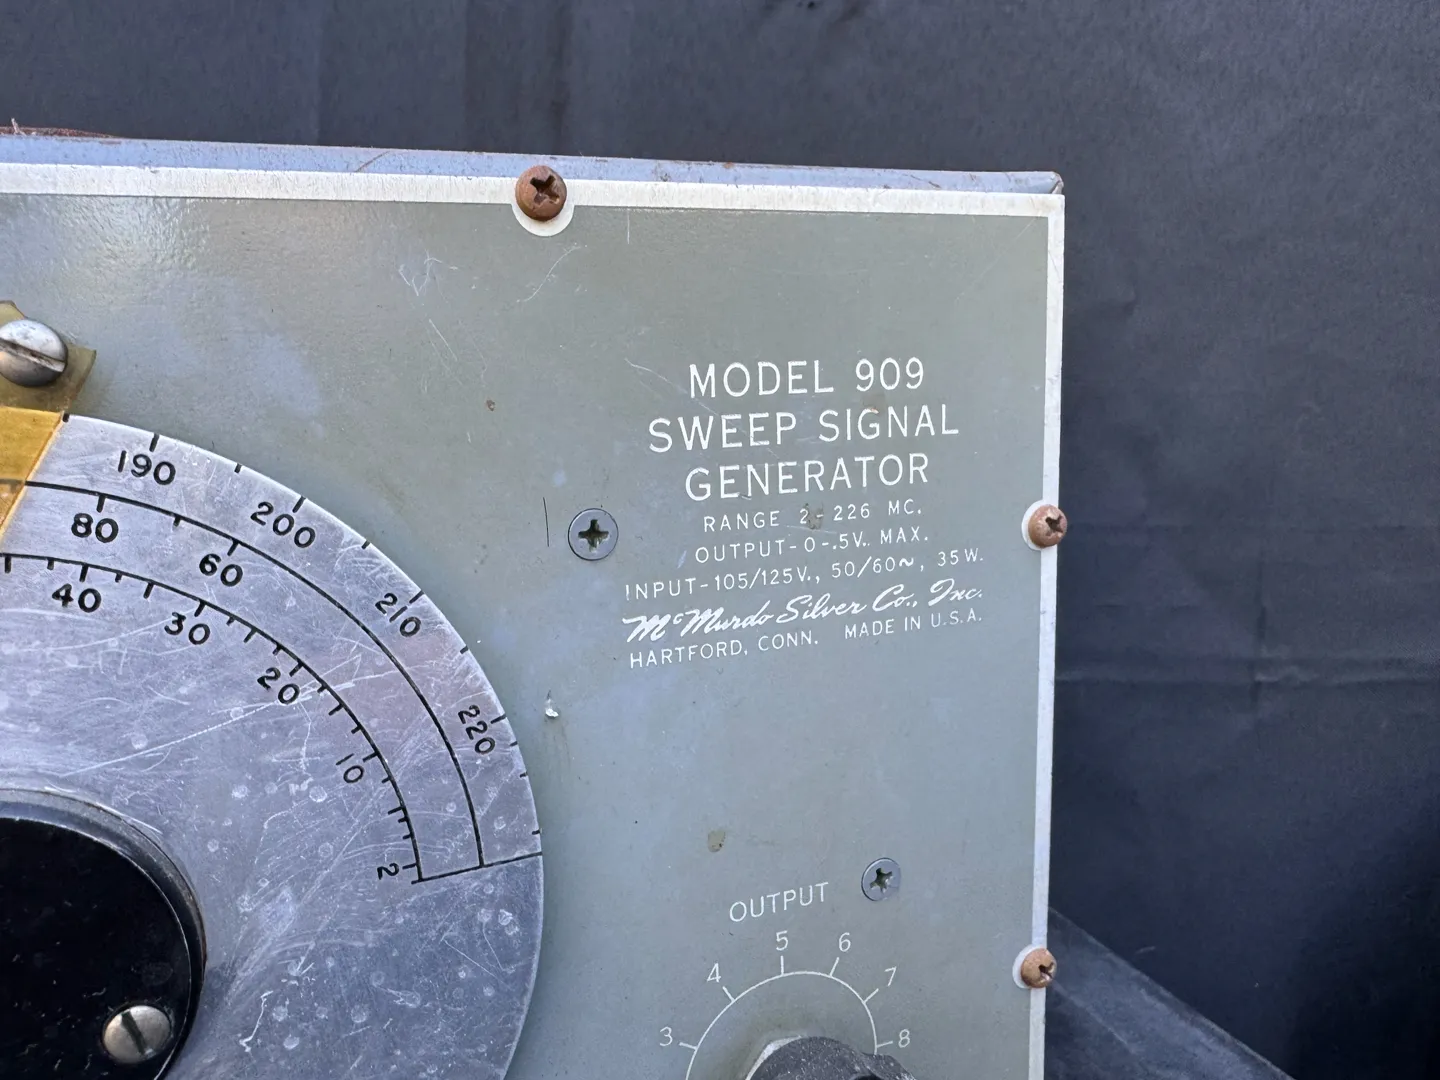 MODEL 909
SWEEP SIGNAL
GENERATOR
RANGE 2-226 MC.
OUTPUT-0-.5V. MAX.
INPUT-105/125V., 50/60~, 35W.
McMurdo Silver Co., Inc.
HARTFORD, CONN. MADE IN U.S.A.
190 200 210 220
80 60
40 30 20 10 2
OUTPUT
3 4 5 6 7 8